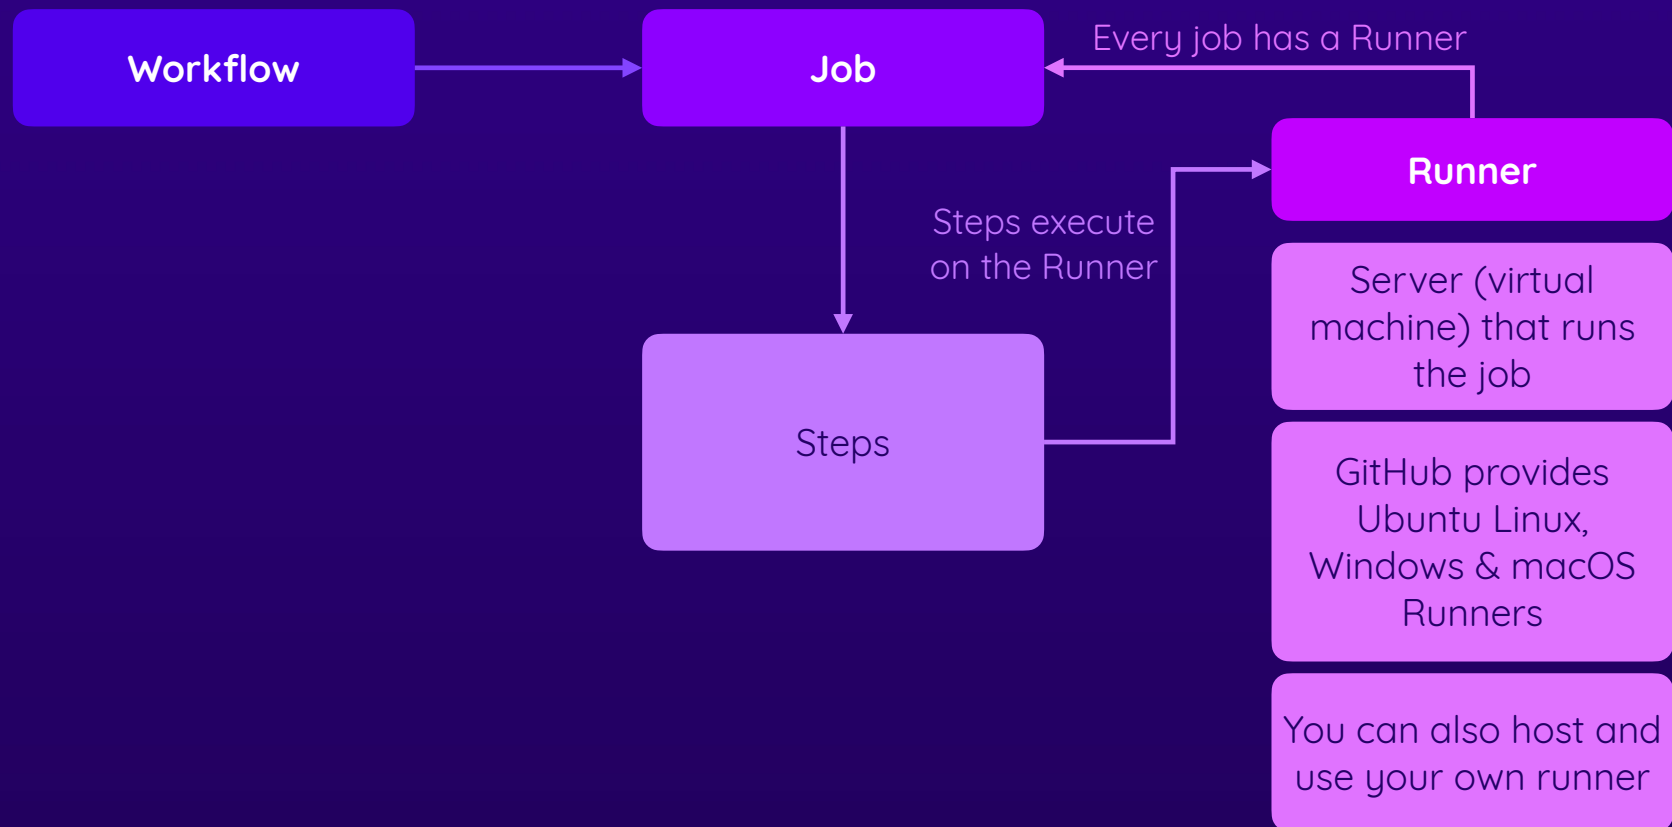 Workflow
Job
Every job has a Runner
Runner
Steps execute
on the Runner
Server (virtual
machine) that runs
the job
Steps
GitHub provides
Ubuntu Linux,
Windows & macOS
Runners
You can also host and
use your own runner